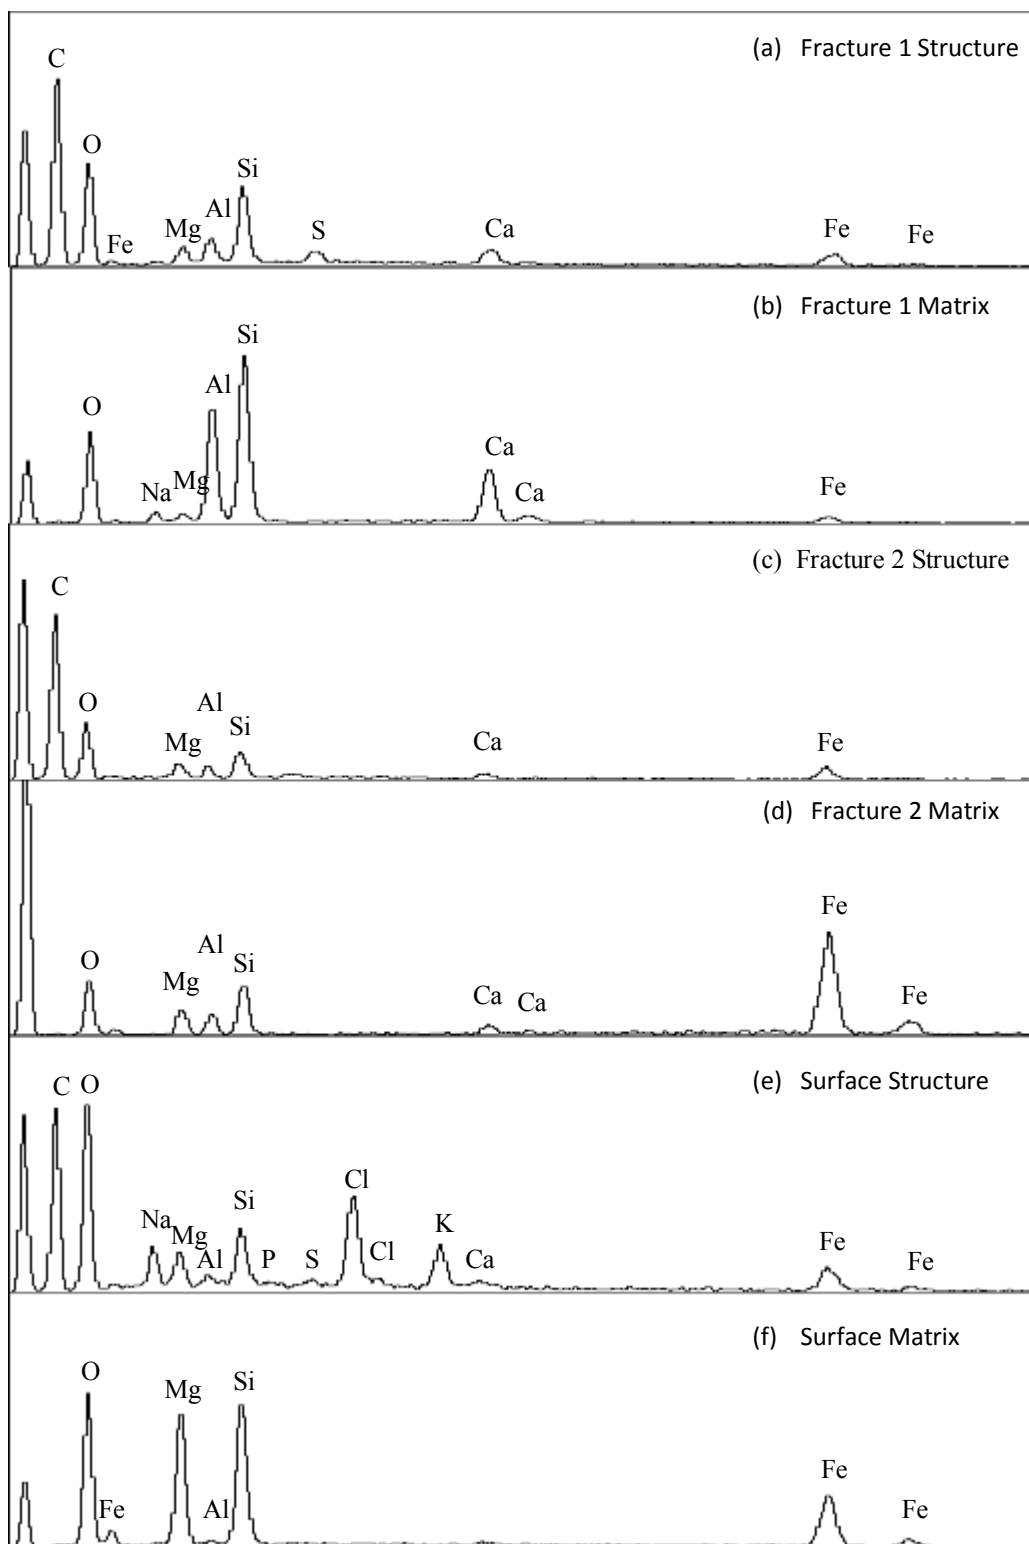 (a) Fracture 1 Structure
C
O
Fe
Mg
Al
Si
S
Ca
Fe
Fe
(b) Fracture 1 Matrix
O
Na
Mg
Al
Si
Ca
Ca
Fe
(c) Fracture 2 Structure
C
O
Mg
Al
Si
Ca
Fe
(d) Fracture 2 Matrix
O
Mg
Al
Si
Ca
Ca
Fe
Fe
(e) Surface Structure
C
O
Na
Mg
Al
Si
P
S
Cl
Cl
K
Ca
Fe
Fe
(f) Surface Matrix
O
Fe
Mg
Al
Si
Fe
Fe